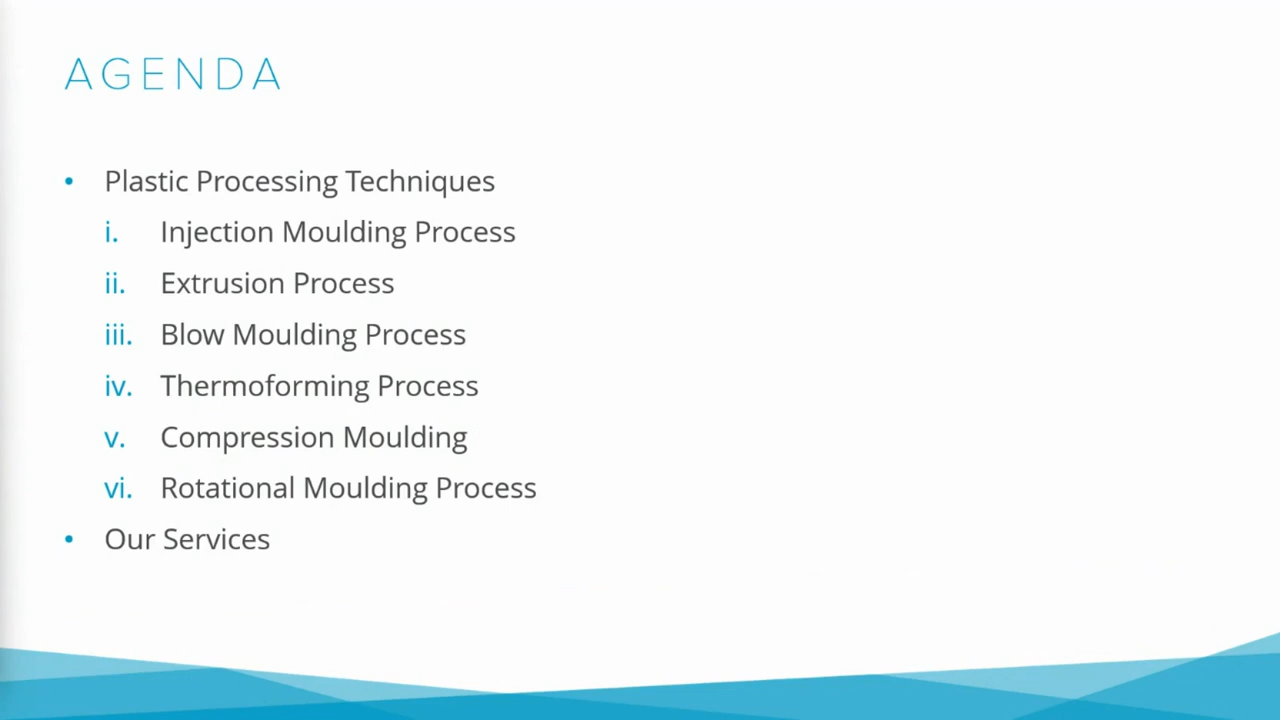 AGENDA
• Plastic Processing Techniques
i. Injection Moulding Process
ii. Extrusion Process
iii. Blow Moulding Process
iv. Thermoforming Process
v. Compression Moulding
vi. Rotational Moulding Process
• Our Services